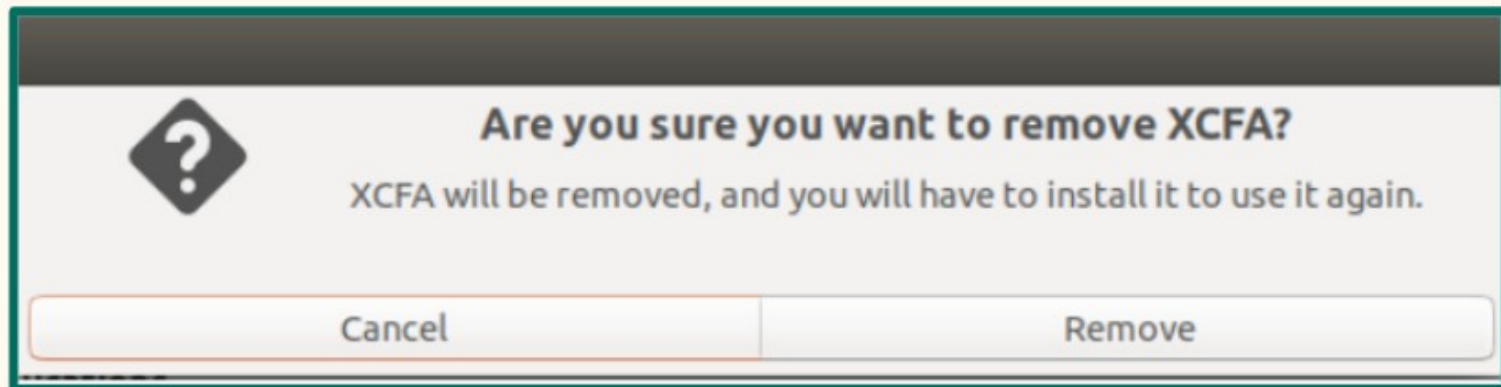 Are you sure you want to remove XCFA?
XCFA will be removed, and you will have to install it to use it again.
Cancel
Remove